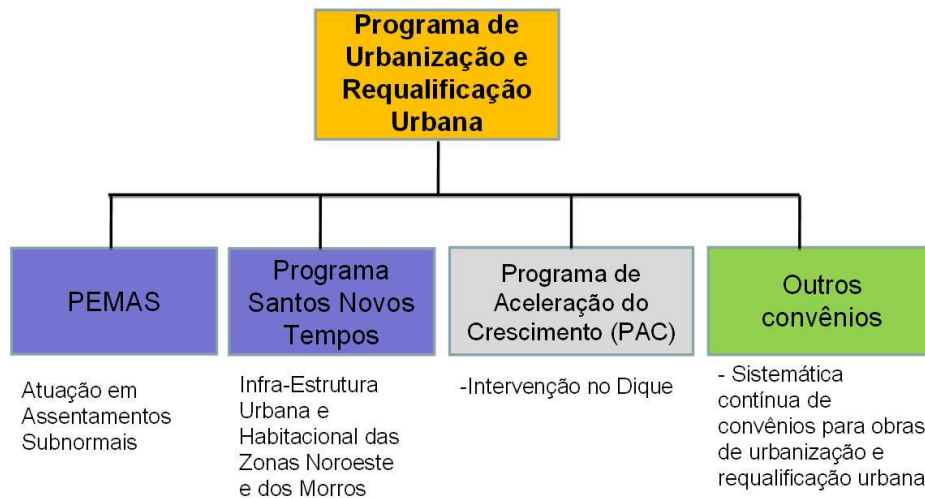 Programa de
Urbanização e
Requalificação
Urbana
PEMAS
Programa
Santos Novos
Tempos
Programa de
Aceleração do
Crescimento (PAC)
Outros
convênios
Atuação em
Assentamentos
Subnormais
Infra-Estrutura
Urbana e
Habitacional das
Zonas Noroeste
e dos Morros
-Intervenção no Dique
- Sistemática
contínua de
convênios para obras
de urbanização e
requalificação urbana